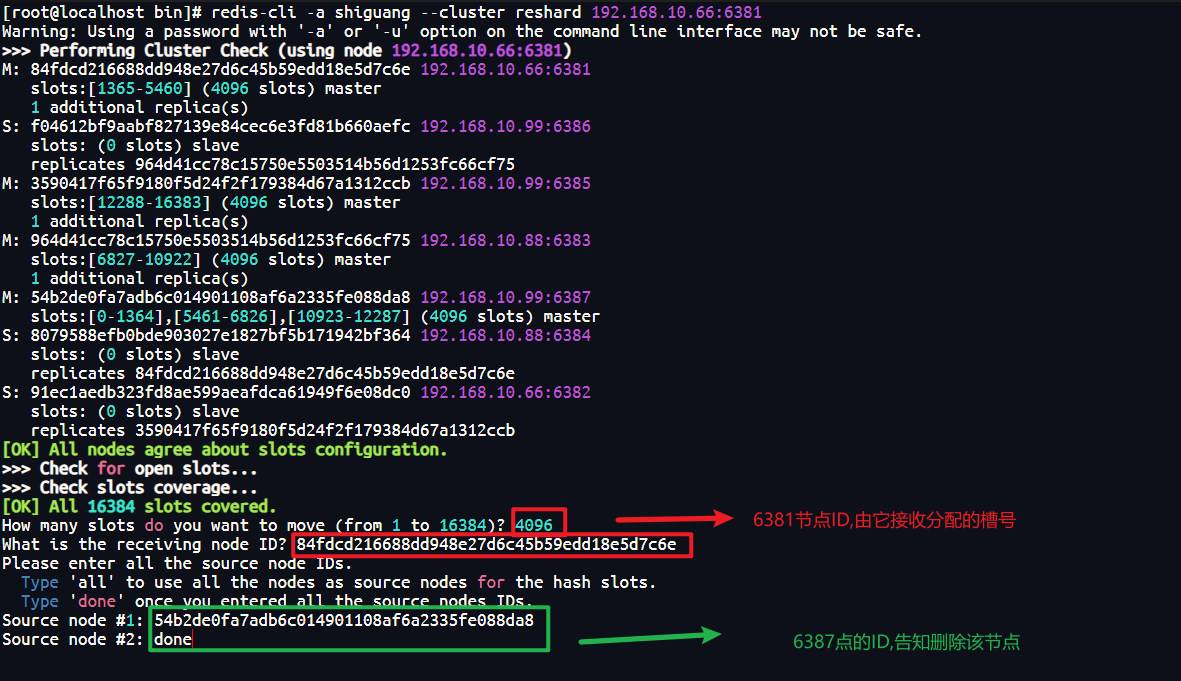 [root@localhost bin]# redis-cli -a shiguang --cluster reshard 192.168.10.66:6381
Warning: Using a password with '-a' or '-u' option on the command line interface may not be safe.
>>> Performing Cluster Check (using node 192.168.10.66:6381)
M: 84fdcd216688dd948e27d6c45b59edd18e5d7c6e 192.168.10.66:6381
slots:[1365-5460] (4096 slots) master
1 additional replica(s)
S: f04612bf9aabf827139e84cec6e3fd81b660aefc 192.168.10.99:6386
slots: (0 slots) slave
replicates 964d41cc78c15750e5503514b56d1253fc66cf75
M: 3590417f65f9180f5d24f2f179384d67a1312ccb 192.168.10.99:6385
slots:[12288-16383] (4096 slots) master
1 additional replica(s)
M: 964d41cc78c15750e5503514b56d1253fc66cf75 192.168.10.88:6383
slots:[6827-10922] (4096 slots) master
1 additional replica(s)
M: 54b2de0fa7adb6c014901108af6a2335fe088da8 192.168.10.99:6387
slots:[0-1364],[5461-6826],[10923-12287] (4096 slots) master
S: 8079588efb0bde903027e1827bf5b171942bf364 192.168.10.88:6384
slots: (0 slots) slave
replicates 84fdcd216688dd948e27d6c45b59edd18e5d7c6e
S: 91ec1aedb323fd8ae599aeafdca61949f6e08dc0 192.168.10.66:6382
slots: (0 slots) slave
replicates 3590417f65f9180f5d24f2f179384d67a1312ccb
[OK] All nodes agree about slots configuration.
>>> Check for open slots...
>>> Check slots coverage...
[OK] All 16384 slots covered.
How many slots do you want to move (from 1 to 16384)? 4096
6381节点ID,由它接收分配的槽号
What is the receiving node ID? 84fdcd216688dd948e27d6c45b59edd18e5d7c6e
Please enter all the source node IDs.
Type 'all' to use all the nodes as source nodes for the hash slots.
Type 'done' once you entered all the source nodes IDs.
Source node #1: 54b2de0fa7adb6c014901108af6a2335fe088da8
Source node #2: done
6387点的ID,告知删除该节点